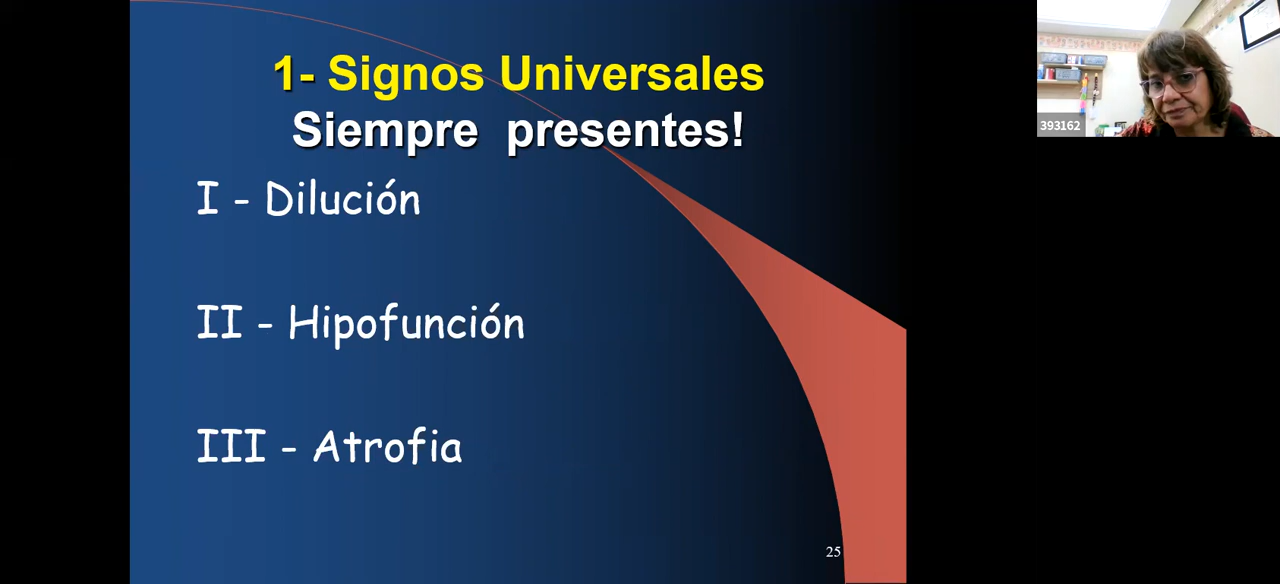 1- Signos Universales
Siempre presentes!
I - Dilución
II - Hipofunción
III - Atrofia
25
393162